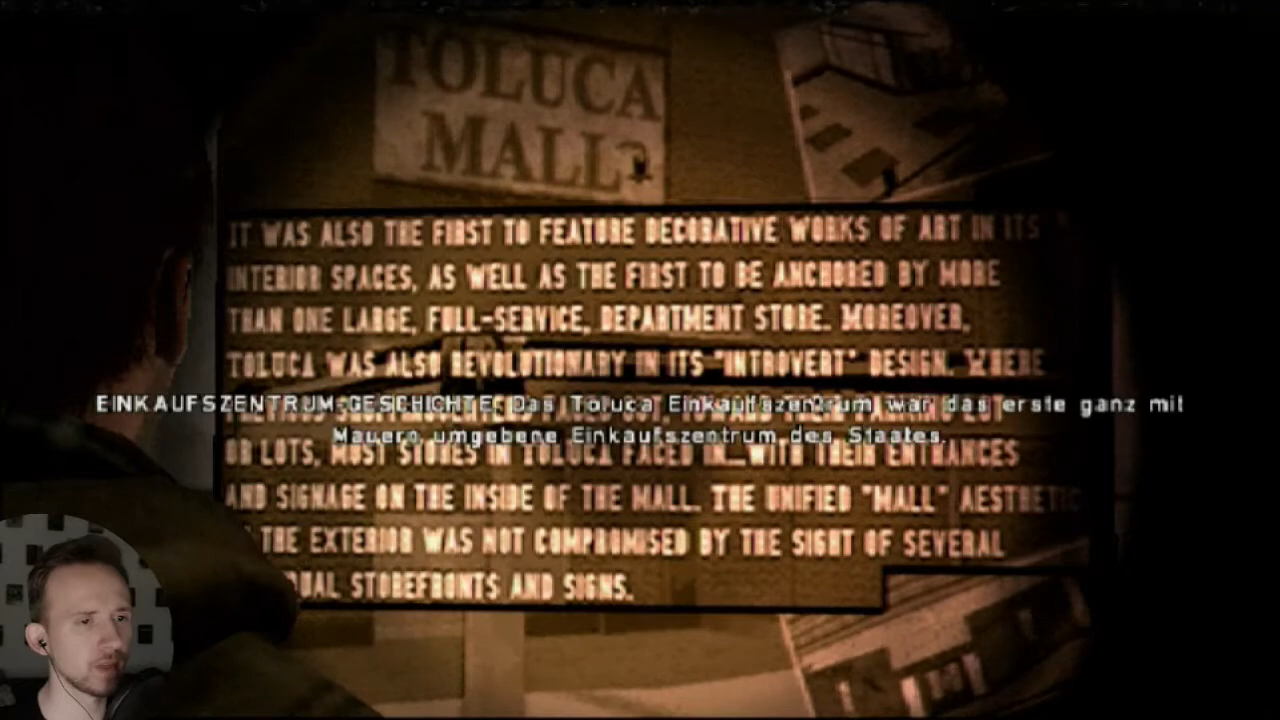 TOLUCA
MALL
IT WAS ALSO THE FIRST TO FEATURE DECORATIVE WORKS OF ART IN ITS
INTERIOR SPACES, AS WELL AS THE FIRST TO BE ANCHORED BY MORE
THAN ONE LARGE, FULL-SERVICE, DEPARTMENT STORE. MOREOVER,
TOLUCA WAS ALSO REVOLUTIONARY IN ITS "INTROVERT" DESIGN. WHERE
EINKAUFSZENTRUM-GESCHICHTE: Das Toluca Einkaufszentrum war das erste ganz mit
Mauern umgebene Einkaufszentrum des Staates.
OR LOTS, MOST STORES IN TOLUCA FACED IN...WITH THEIR ENTRANCES
AND SIGNAGE ON THE INSIDE OF THE MALL. THE UNIFIED "MALL" AESTHETIC
THE EXTERIOR WAS NOT COMPROMISED BY THE SIGHT OF SEVERAL
STOREFRONTS AND SIGNS.